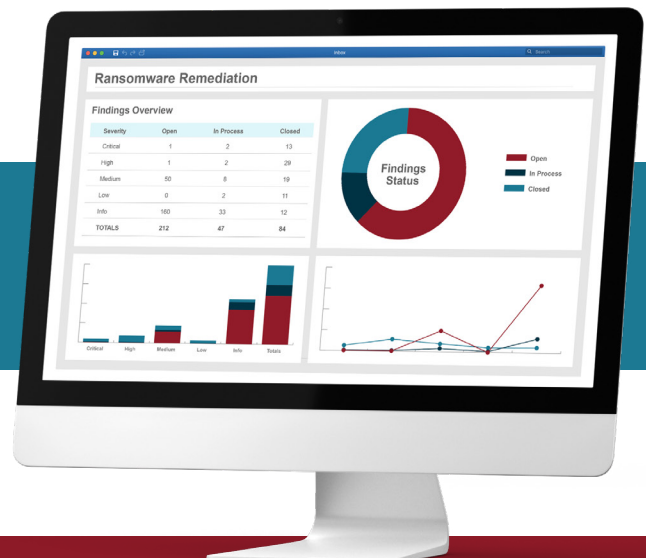 Inbox
Search
Ransomware Remediation
Findings Overview
Severity Open In Process Closed
Critical 1 2 13
High 1 2 29
Medium 50 8 19
Low 0 2 11
Info 160 33 12
TOTALS 212 47 84
Findings
Status
Open
In Process
Closed
Critical High Medium Low Info Totals